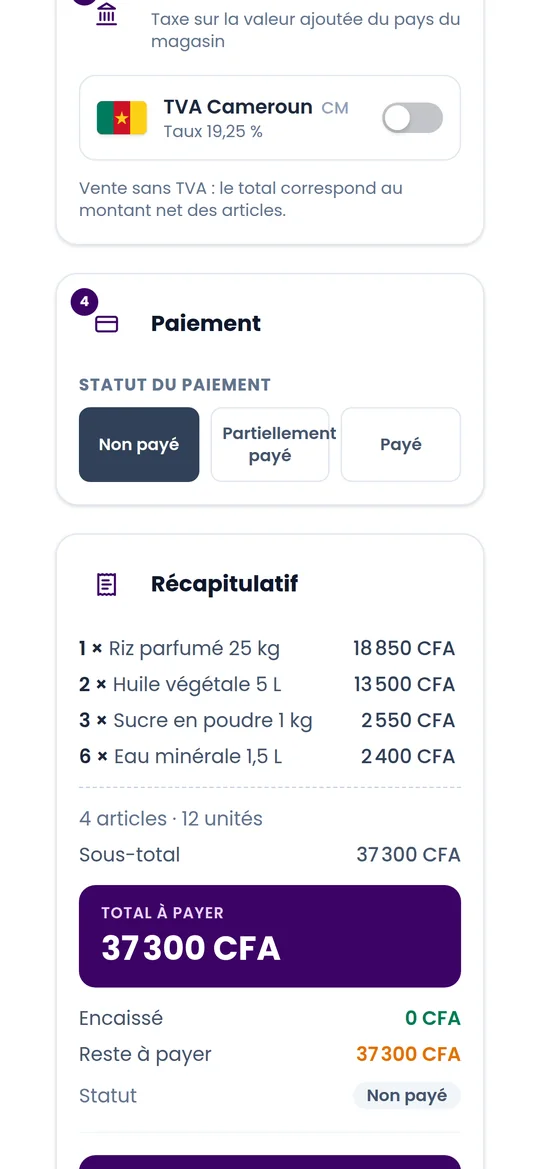 Taxe sur la valeur ajoutée du pays du
magasin
TVA Cameroun CM
Taux 19,25 %
Vente sans TVA : le total correspond au
montant net des articles.
4
Paiement
STATUT DU PAIEMENT
Non payé
Partiellement
payé
Payé
Récapitulatif
1 × Riz parfumé 25 kg 18 850 CFA
2 × Huile végétale 5 L 13 500 CFA
3 × Sucre en poudre 1 kg 2 550 CFA
6 × Eau minérale 1,5 L 2 400 CFA
4 articles · 12 unités
Sous-total 37 300 CFA
TOTAL À PAYER
37 300 CFA
Encaissé 0 CFA
Reste à payer 37 300 CFA
Statut Non payé